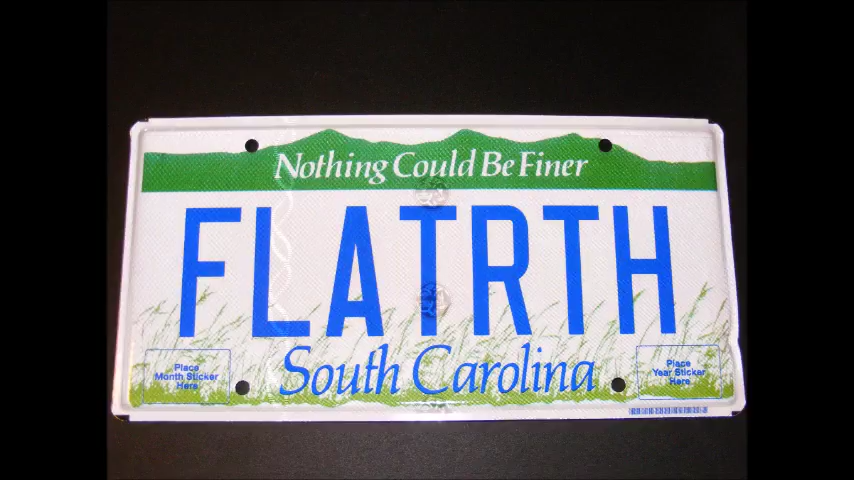 Nothing Could Be Finer
FLATRTH
South Carolina
Place
Month Sticker
Here
Place
Year Sticker
Here